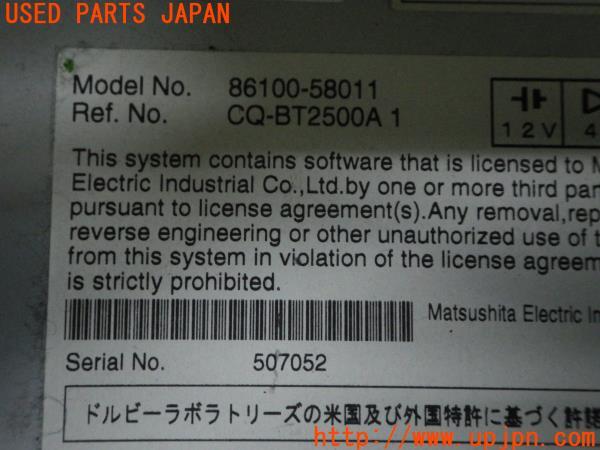 USED PARTS JAPAN
Model No. 86100-58011
Ref. No. CQ-BT2500A 1
12V 4
This system contains software that is licensed to M
Electric Industrial Co.,Ltd.by one or more third par
pursuant to license agreement(s).Any removal,rep
reverse engineering or other unauthorized use of t
from this system in violation of the license agreem
is strictly prohibited.
Matsushita Electric In
Serial No. 507052
ドルビーラボラトリーズの米国及び外国特許に基づく許諾
http://www.upjpn.com